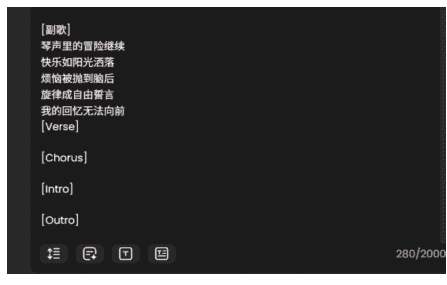 [副歌]
琴声里的冒险继续
快乐如阳光洒落
烦恼被抛到脑后
旋律成自由誓言
我的回忆无法向前
[Verse]
[Chorus]
[Intro]
[Outro]
280/2000